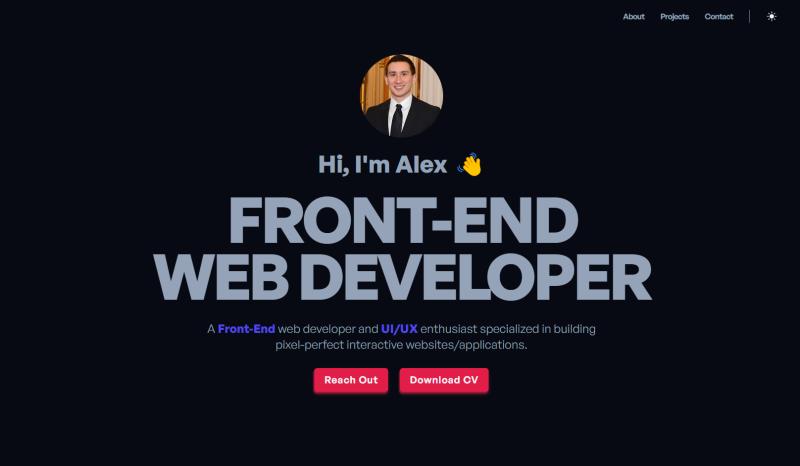 About Projects Contact
Hi, I'm Alex 👋
FRONT-END
WEB DEVELOPER
A Front-End web developer and UI/UX enthusiast specialized in building
pixel-perfect interactive websites/applications.
Reach Out Download CV